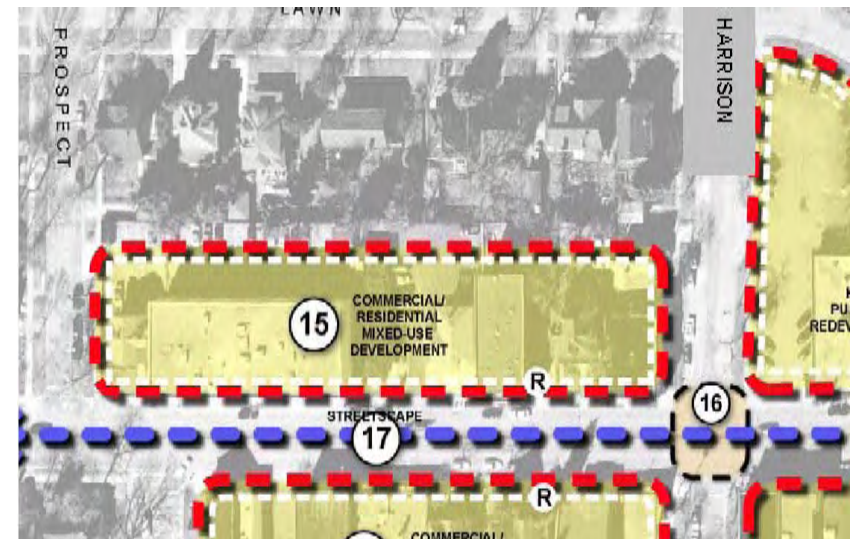 LAWN
PROSPECT
HARRISON
15
COMMERCIAL/
RESIDENTIAL
MIXED-USE
DEVELOPMENT
R
16
STREETSCAPE
17
R
COMMERCIAL/